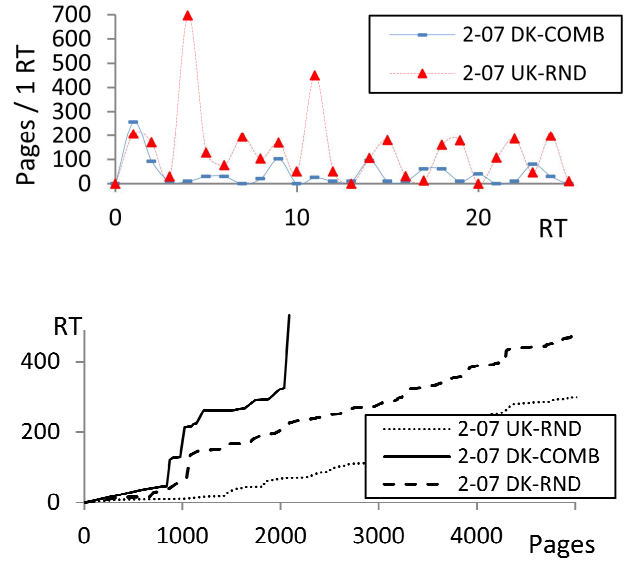 700
600
500
400
300
200
100
0
Pages / 1 RT
2-07 DK-COMB
2-07 UK-RND
0 10 20
RT
RT
400
200
0
2-07 UK-RND
2-07 DK-COMB
2-07 DK-RND
0 1000 2000 3000 4000
Pages